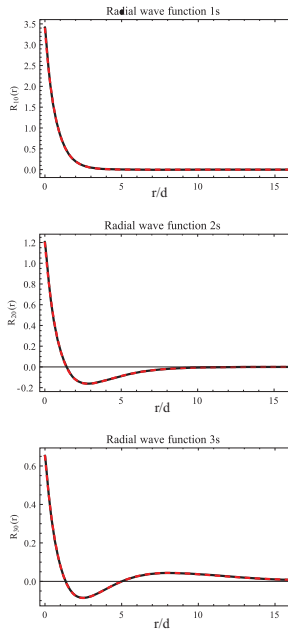 Radial wave function 1s
3.5
3.0
2.5
2.0
1.5
1.0
0.5
0.0
R10(r)
0 5 10 15
r/d
Radial wave function 2s
1.2
1.0
0.8
0.6
0.4
0.2
0.0
-0.2
R20(r)
0 5 10 15
r/d
Radial wave function 3s
0.6
0.4
0.2
0.0
R30(r)
0 5 10 15
r/d